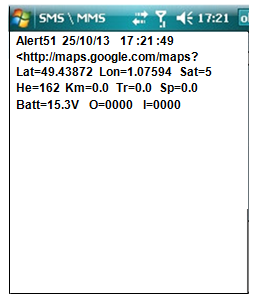 SMS \ MMS 17:21
Alert51 25/10/13 17:21:49
<http://maps.google.com/maps?
Lat=49.43872 Lon=1.07594 Sat=5
He=162 Km=0.0 Tr=0.0 Sp=0.0
Batt=15.3V O=0000 I=0000